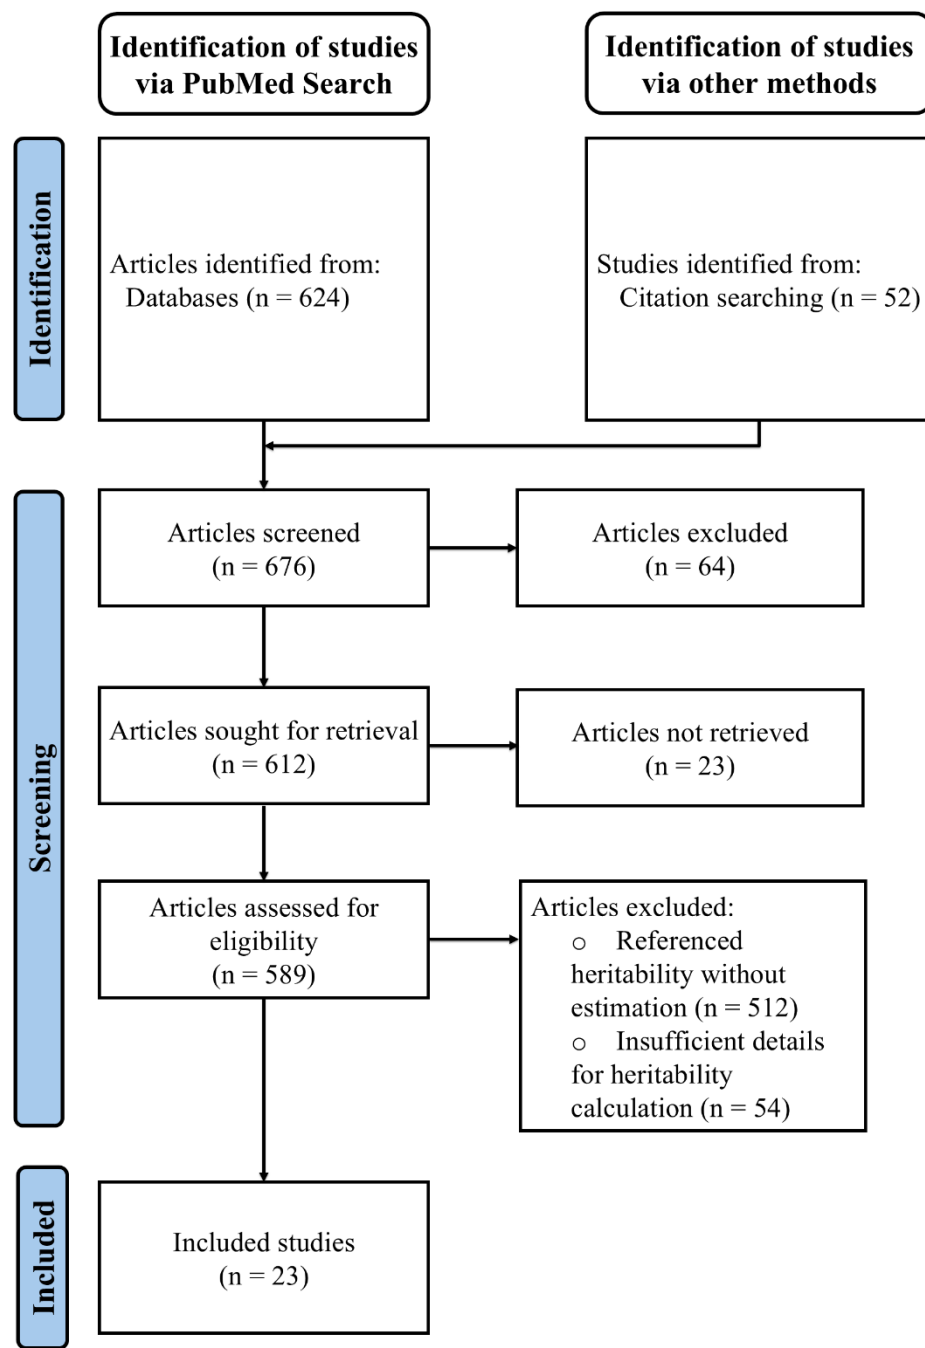 Identification of studies
via PubMed Search
Identification of studies
via other methods
Identification
Articles identified from:
Databases (n = 624)
Studies identified from:
Citation searching (n = 52)
Screening
Articles screened
(n = 676)
Articles excluded
(n = 64)
Articles sought for retrieval
(n = 612)
Articles not retrieved
(n = 23)
Articles assessed for
eligibility
(n = 589)
Articles excluded:
o Referenced
heritability without
estimation (n = 512)
o Insufficient details
for heritability
calculation (n = 54)
Included
Included studies
(n = 23)